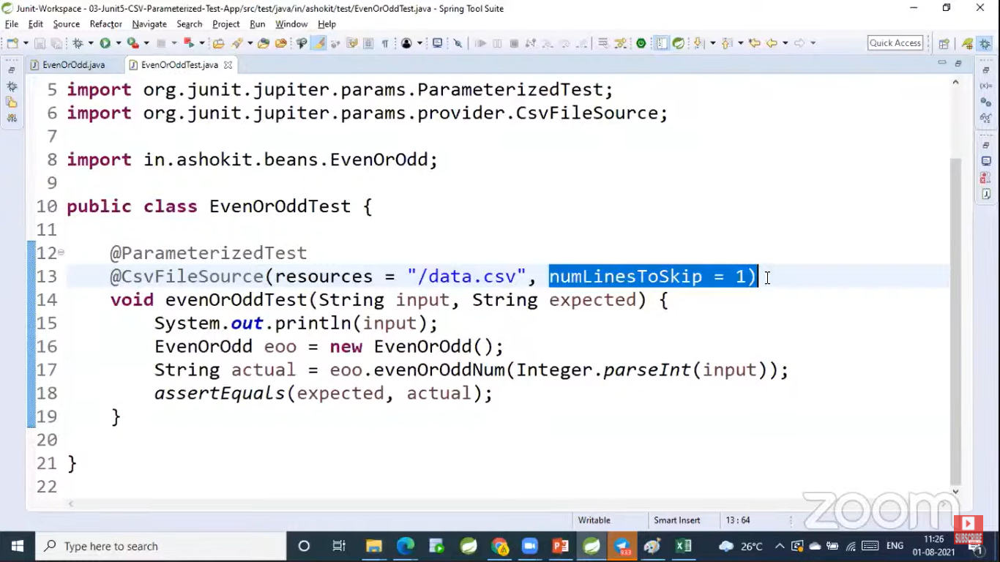 Junit-Workspace - 03-Junit5-CSV-Parameterized-Test-App/src/test/java/in/ashokit/test/EvenOrOddTest.java - Spring Tool Suite
File Edit Source Refactor Navigate Search Project Run Window Help
Quick Access
EvenOrOdd.java EvenOrOddTest.java
5 import org.junit.jupiter.params.ParameterizedTest;
6 import org.junit.jupiter.params.provider.CsvFileSource;
7
8 import in.ashokit.beans.EvenOrOdd;
9
10 public class EvenOrOddTest {
11
12 @ParameterizedTest
13 @CsvFileSource(resources = "/data.csv", numLinesToSkip = 1)
14 void evenOrOddTest(String input, String expected) {
15 System.out.println(input);
16 EvenOrOdd eoo = new EvenOrOdd();
17 String actual = eoo.evenOrOddNum(Integer.parseInt(input));
18 assertEquals(expected, actual);
19 }
20
21 }
22
zoom
Writable Smart Insert 13 : 64
SUBSCRIBE
Type here to search
933
26°C
ENG
11:26
01-08-2021
1